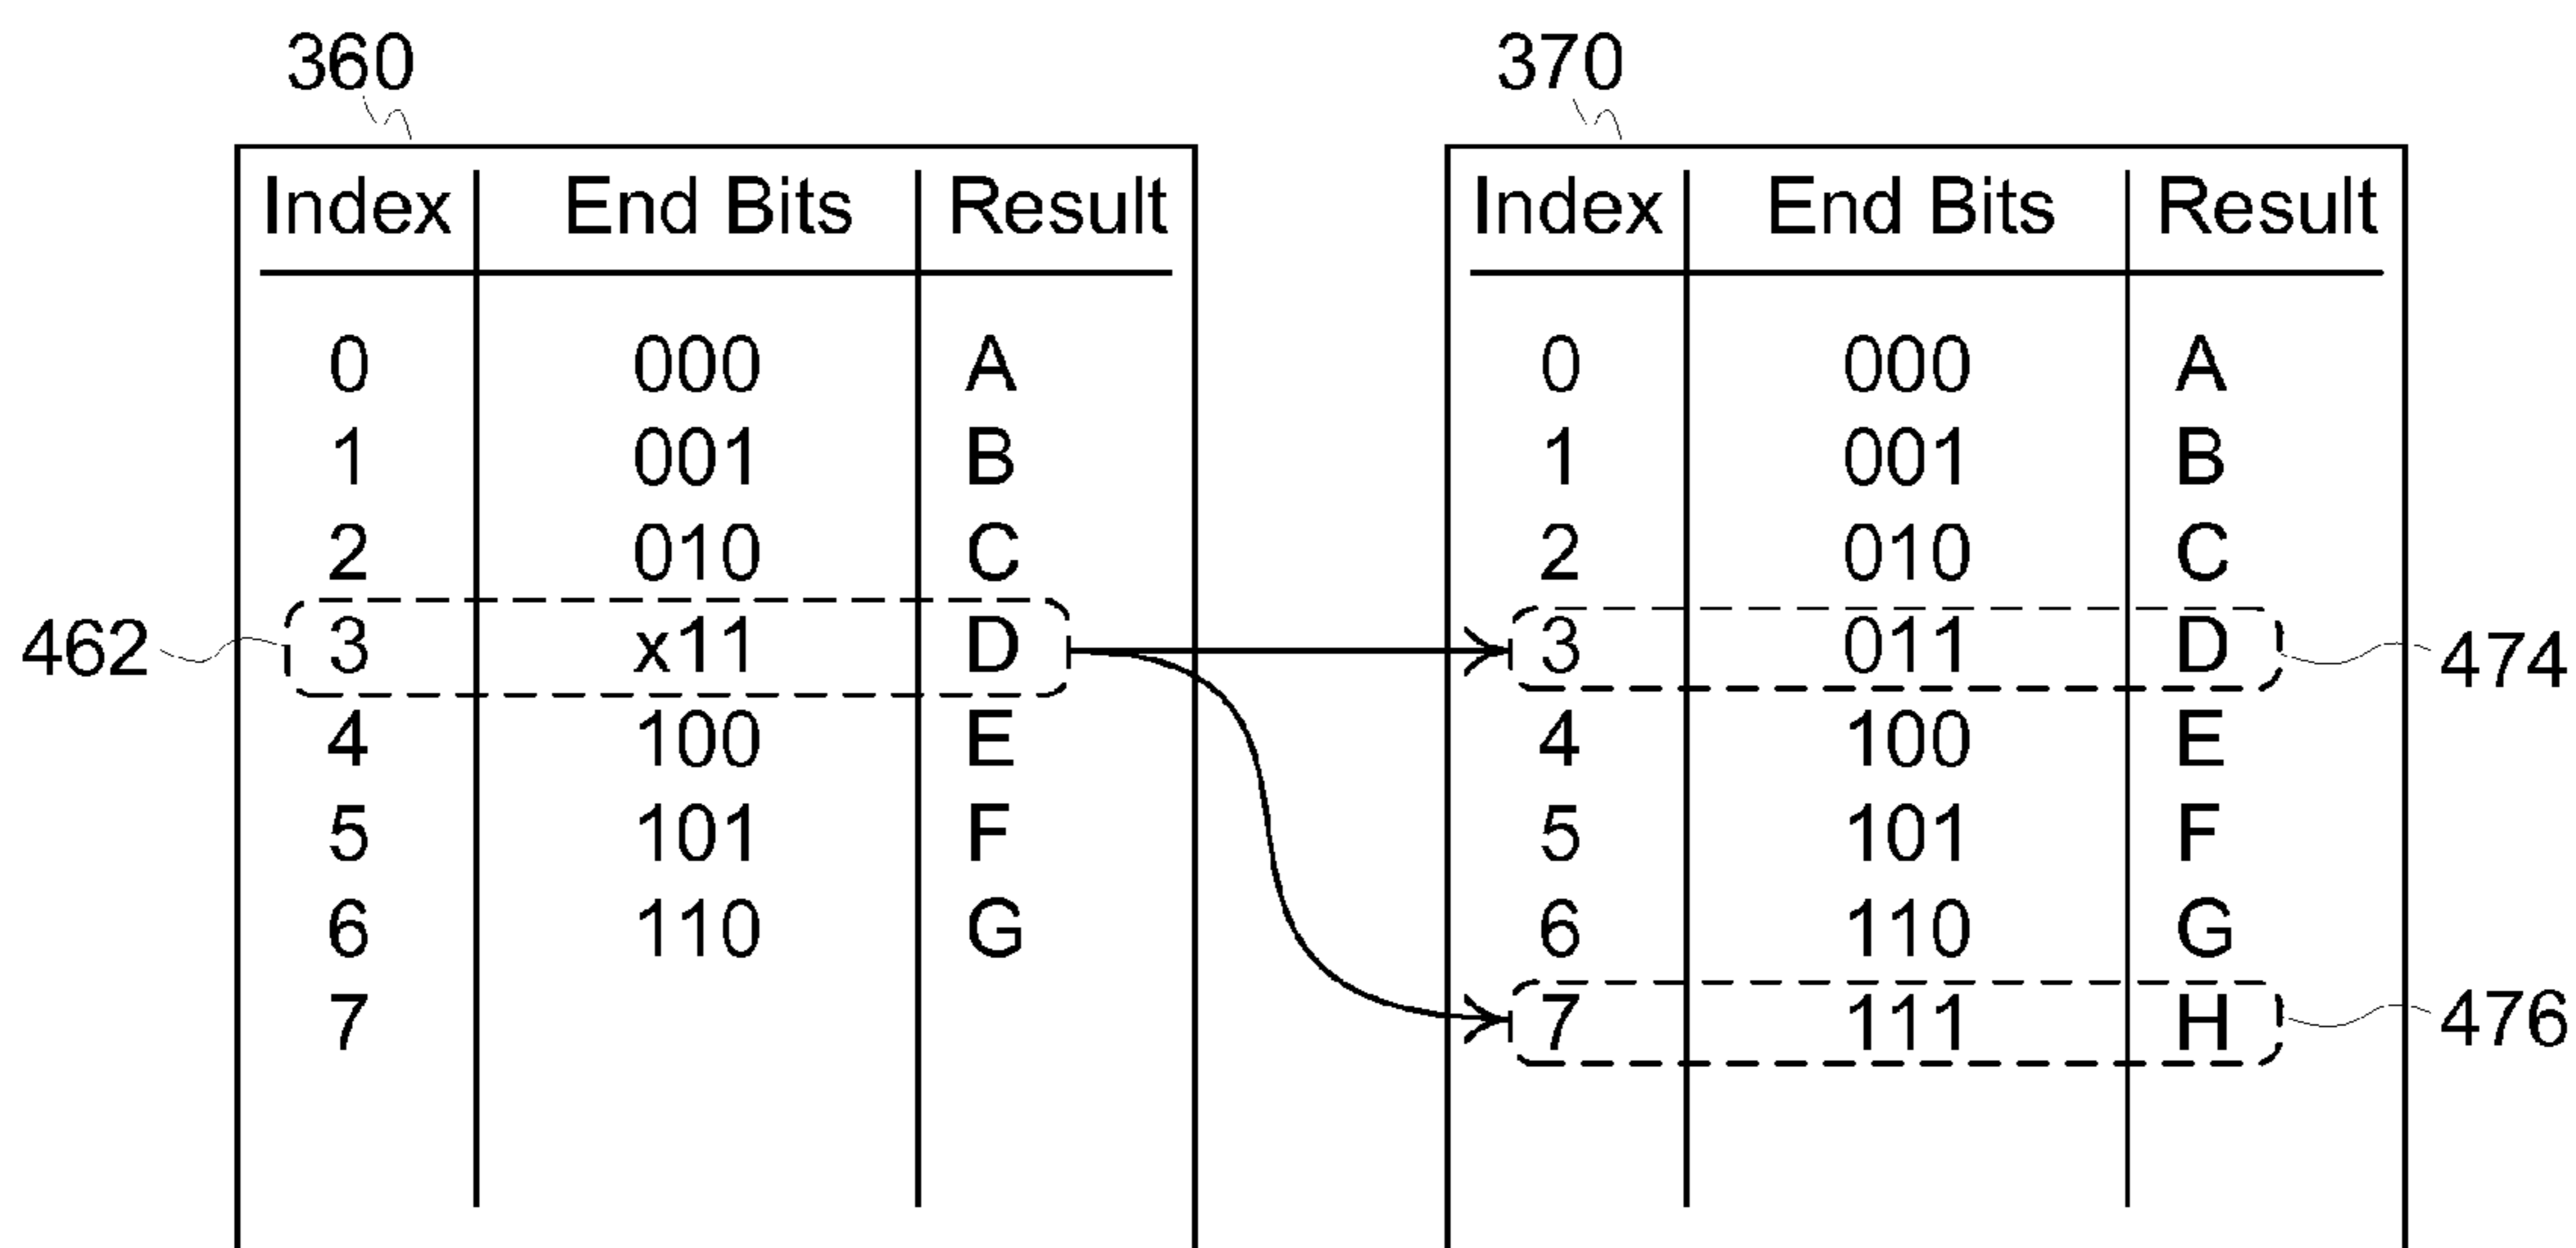 360 370
Index End Bits Result Index End Bits Result
0 000 A 0 000 A
1 001 B 1 001 B
2 010 C 2 010 C
462 3 x11 D 3 011 D 474
4 100 E 4 100 E
5 101 F 5 101 F
6 110 G 6 110 G
7 7 111 H 476